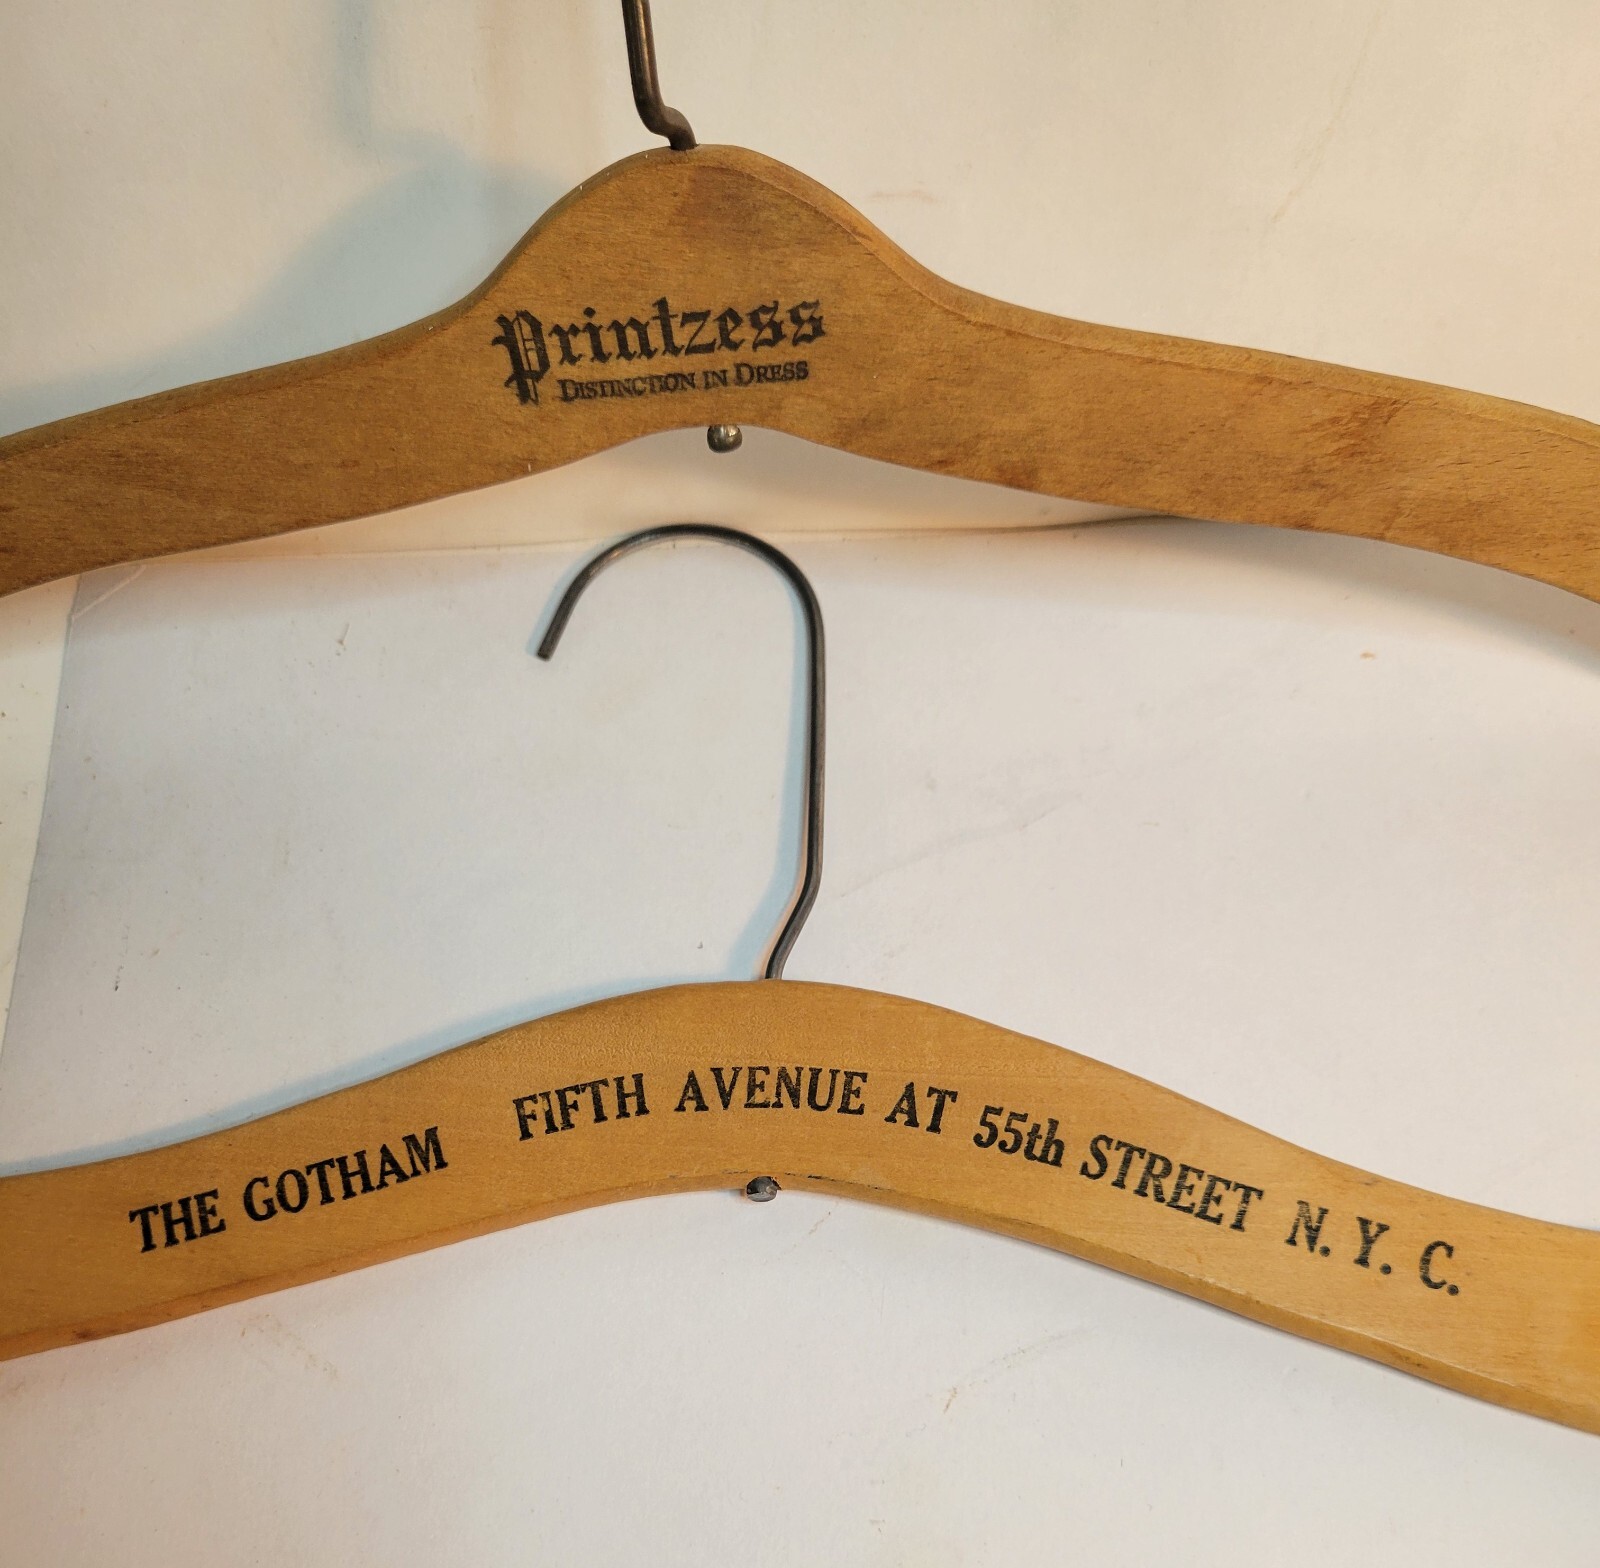 Printzess
DISTINCTION IN DRESS
THE GOTHAM FIFTH AVENUE AT 55th STREET N. Y. C.